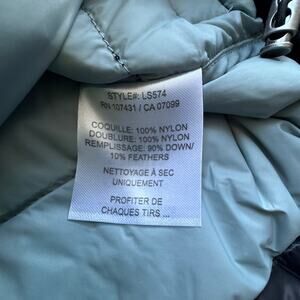 STYLE#: LS574
RN 107431 / CA 07099
COQUILLE: 100% NYLON
DOUBLURE: 100% NYLON
REMPLISSAGE: 90% DOWN/
10% FEATHERS
NETTOYAGE À SEC
UNIQUEMENT
PROFITER DE
CHAQUES TIRS ...